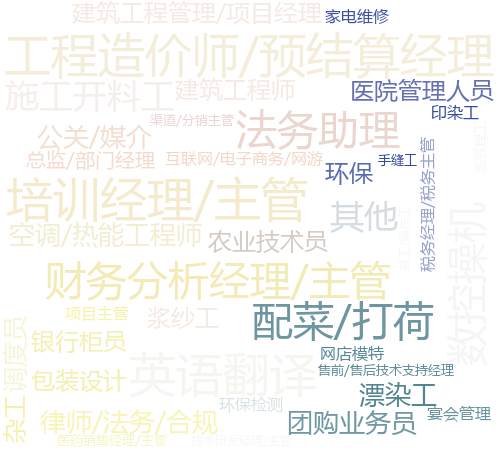 建筑工程管理/项目经理
家电维修
工程造价师/预结算经理
施工开料工
建筑工程师
医院管理人员
渠道/分销主管
法务助理
印染工
公关/媒介
总监/部门经理
互联网/电子商务/网游
手缝工
环保
税务经理/税务主管
培训经理/主管
其他
空调/热能工程师
农业技术员
数控操机
财务分析经理/主管
项目主管
浆纱工
配菜/打荷
调度员
银行柜员
英语翻译
网店模特
售前/售后技术支持经理
包装设计
漂染工
杂工
环保检测
律师/法务/合规
团购业务员
宴会管理
医药销售经理/主管
技术研发经理/主管